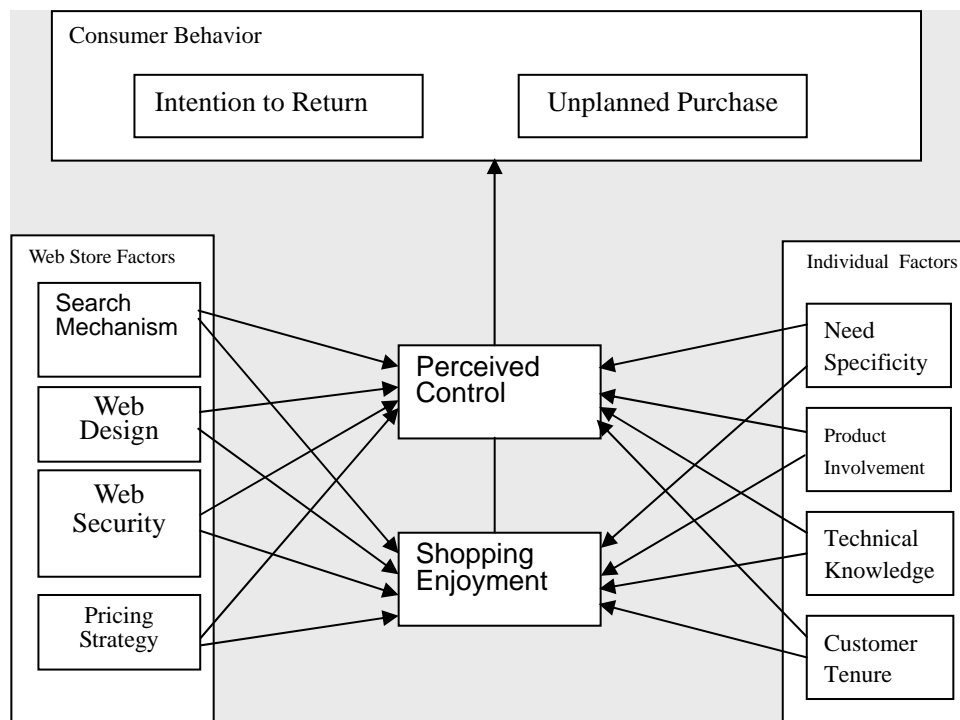 Consumer Behavior
Intention to Return
Unplanned Purchase
Web Store Factors
Search
Mechanism
Web
Design
Web
Security
Pricing
Strategy
Perceived
Control
Shopping
Enjoyment
Individual Factors
Need
Specificity
Product
Involvement
Technical
Knowledge
Customer
Tenure